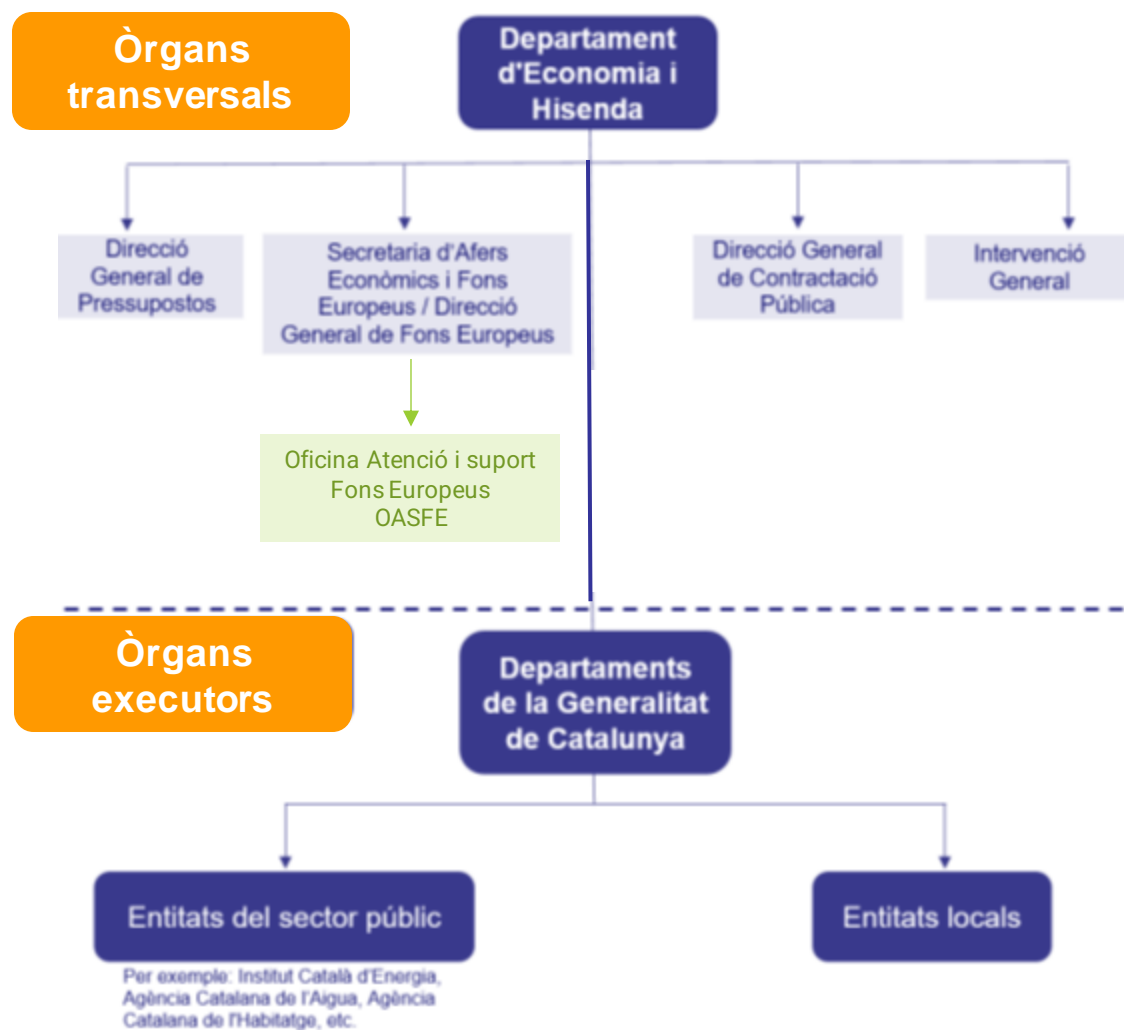 Òrgans
transversals
Departament
d'Economia i
Hisenda
Direcció
General de
Pressupostos
Secretaria d'Afers
Econòmics i Fons
Europeus / Direcció
General de Fons Europeus
Direcció General
de Contractació
Pública
Intervenció
General
Oficina Atenció i suport
Fons Europeus
OASFE
Òrgans
executors
Departaments
de la Generalitat
de Catalunya
Entitats del sector públic
Per exemple: Institut Català d'Energia,
Agència Catalana de l'Aigua, Agència
Catalana de l'Habitatge, etc.
Entitats locals